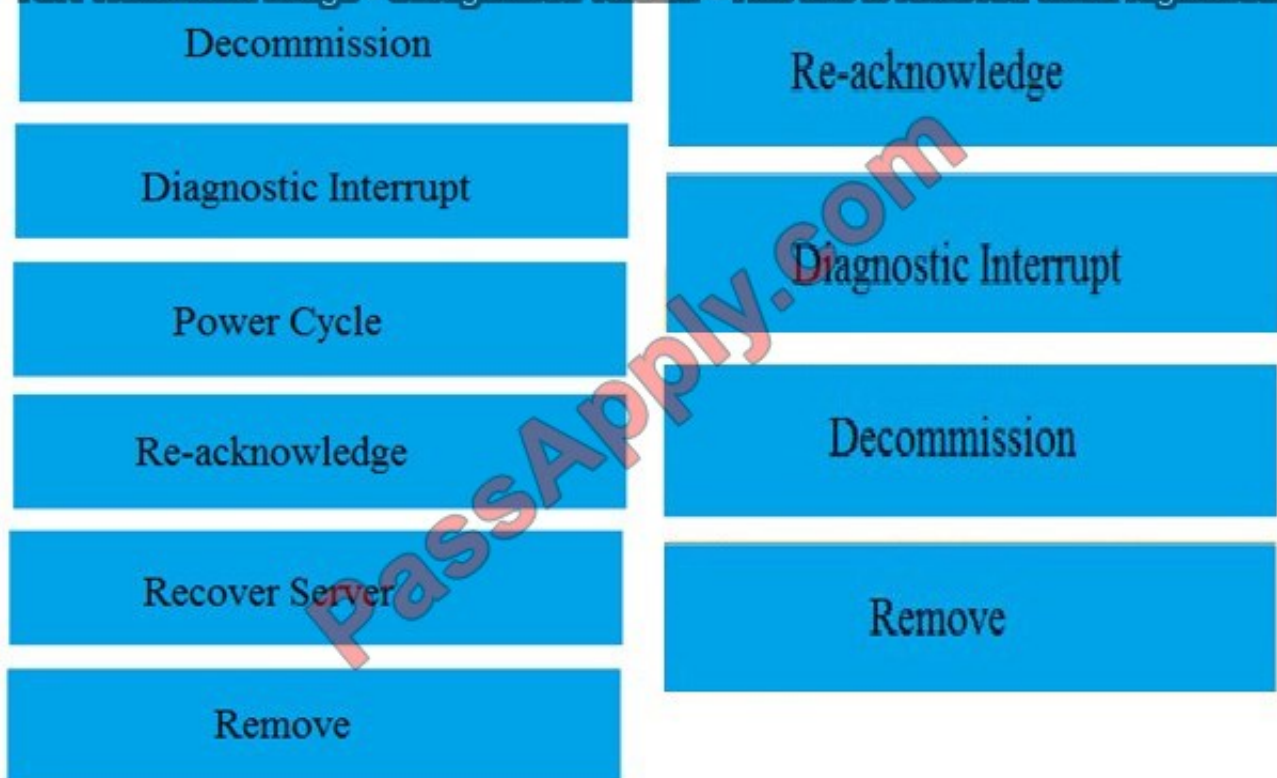 Decommission
Diagnostic Interrupt
Power Cycle
Re-acknowledge
Recover Server
Remove
Re-acknowledge
Diagnostic Interrupt
Decommission
Remove
PassApply.com